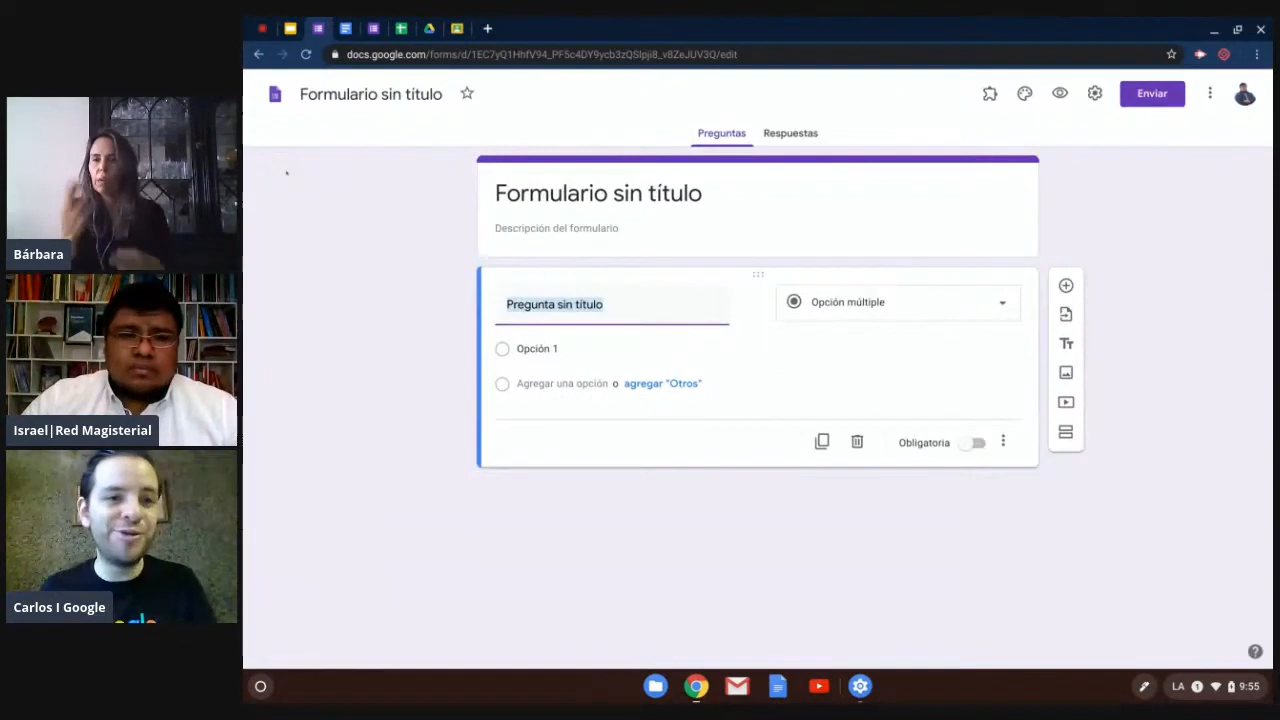 docs.google.com/forms/d/1EC7yQ1HhfV94_PF5c4DY9ycb3zQSlpji8_v8ZeJUV3Q/edit
Formulario sin título
Enviar
Preguntas Respuestas
Formulario sin título
Descripción del formulario
Pregunta sin título
Opción múltiple
Opción 1
Agregar una opción o agregar "Otros"
Obligatoria
Tт
Bárbara
Israel|Red Magisterial
Carlos I Google
LA 1 9:55